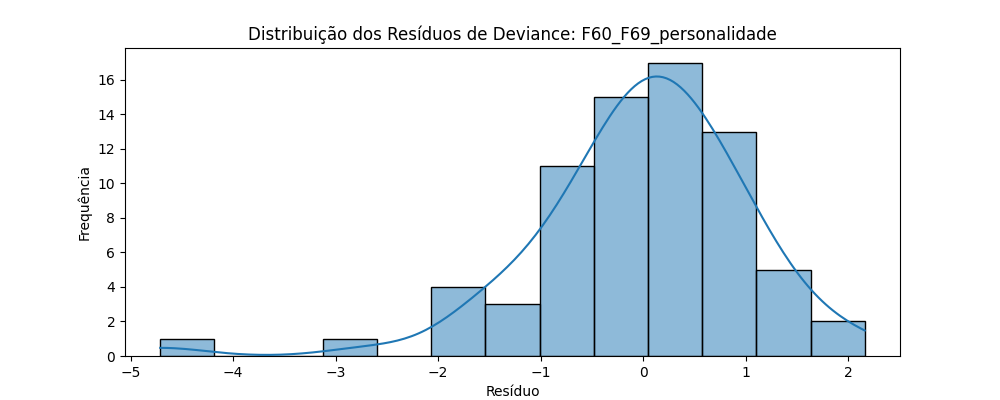 Distribuição dos Resíduos de Deviance: F60_F69_personalidade
Frequência
16
14
12
10
8
6
4
2
0
−5 −4 −3 −2 −1 0 1 2
Resíduo